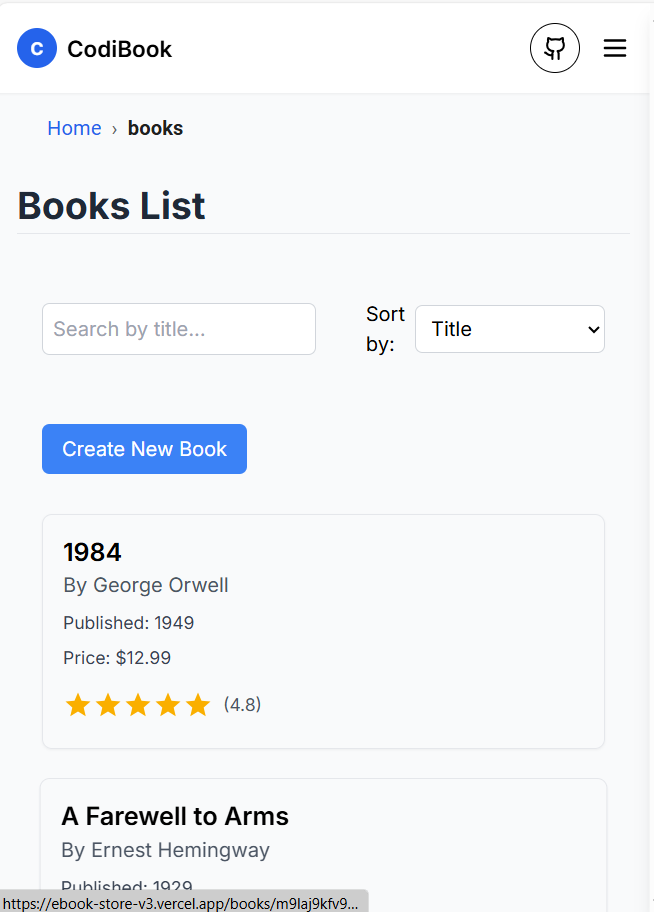 C CodiBook
Home › books
Books List
Search by title...
Sort by:
Title
Create New Book
1984
By George Orwell
Published: 1949
Price: $12.99
(4.8)
A Farewell to Arms
By Ernest Hemingway
Published: 1929
https://ebook-store-v3.vercel.app/books/m9laj9kfv9...